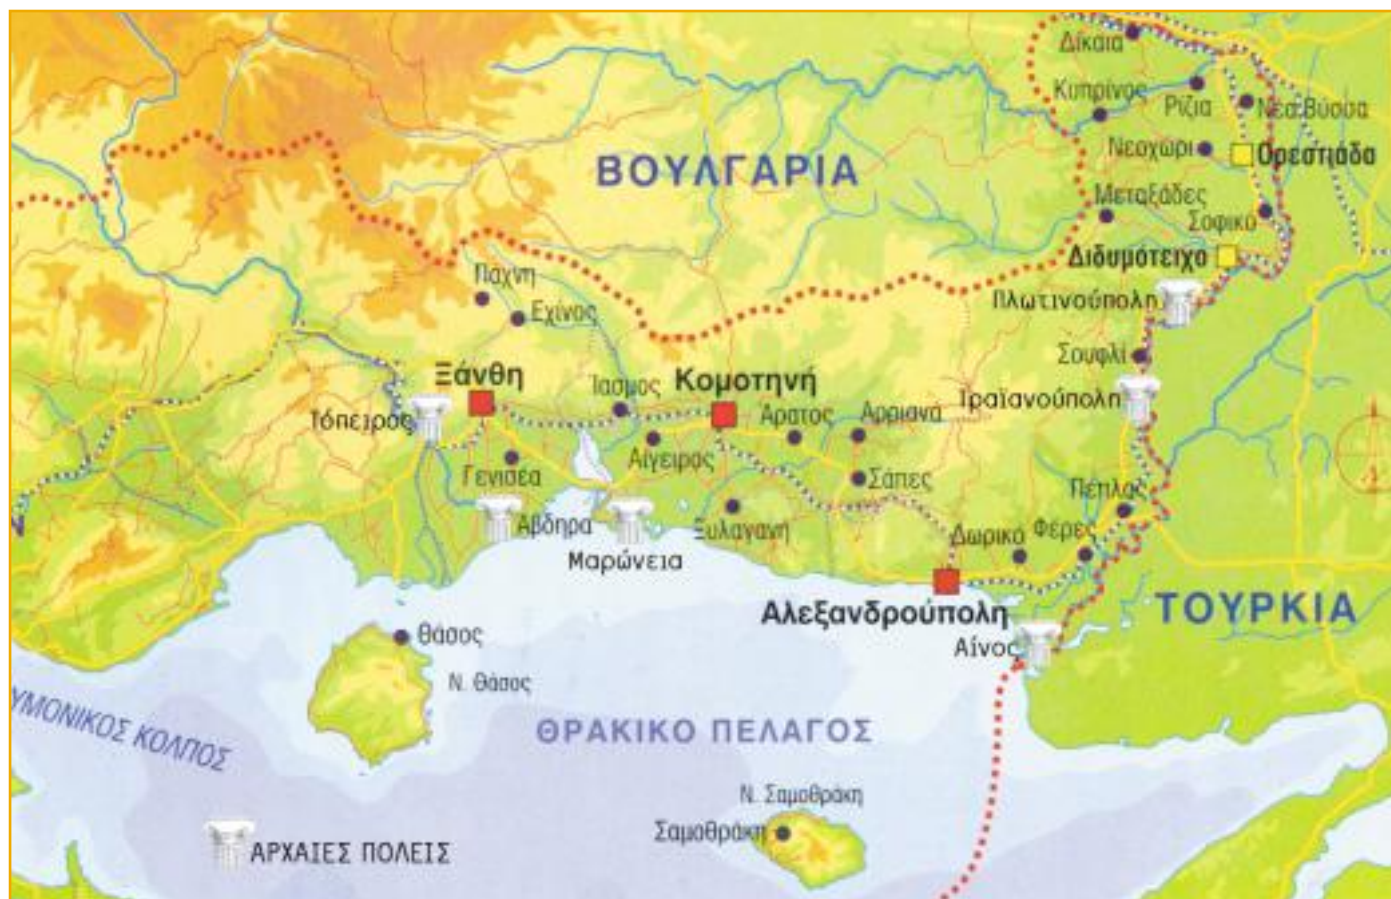 Δίκαια
Κυπρίνος
Ρίζια
Νέα Βύσσα
Νεοχώρι
Ορεστιάδα
ΒΟΥΛΓΑΡΙΑ
Μεταξάδες
Σοφικό
Διδυμότειχο
Πάχνη
Πλωτινούπολη
Εχίνος
Σουφλί
Ξάνθη
Ίασμος
Κομοτηνή
Τραϊανούπολη
Τόπειρος
Άρατος
Αρριανά
Γενισέα
Αίγειρος
Σάπες
Πέπλος
Άβδηρα
Ξυλαγανή
Δωρικό
Φέρες
Μαρώνεια
Αλεξανδρούπολη
ΤΟΥΡΚΙΑ
Θάσος
Αίνος
Ν. Θάσος
ΥΜΟΝΙΚΟΣ ΚΟΛΠΟΣ
ΘΡΑΚΙΚΟ ΠΕΛΑΓΟΣ
Ν. Σαμοθράκη
Σαμοθράκη
ΑΡΧΑΙΕΣ ΠΟΛΕΙΣ